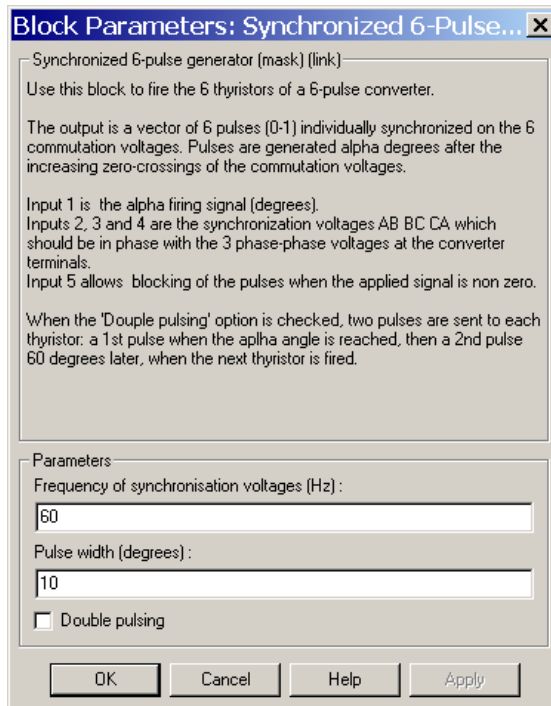 Block Parameters: Synchronized 6-Pulse...
Synchronized 6-pulse generator (mask) (link)
Use this block to fire the 6 thyristors of a 6-pulse converter.
The output is a vector of 6 pulses (0-1) individually synchronized on the 6
commutation voltages. Pulses are generated alpha degrees after the
increasing zero-crossings of the commutation voltages.
Input 1 is the alpha firing signal (degrees).
Inputs 2, 3 and 4 are the synchronization voltages AB BC CA which
should be in phase with the 3 phase-phase voltages at the converter
terminals.
Input 5 allows blocking of the pulses when the applied signal is non zero.
When the 'Douple pulsing' option is checked, two pulses are sent to each
thyristor: a 1st pulse when the aplha angle is reached, then a 2nd pulse
60 degrees later, when the next thyristor is fired.
Parameters
Frequency of synchronisation voltages (Hz) :
60
Pulse width (degrees) :
10
Double pulsing
OK Cancel Help Apply